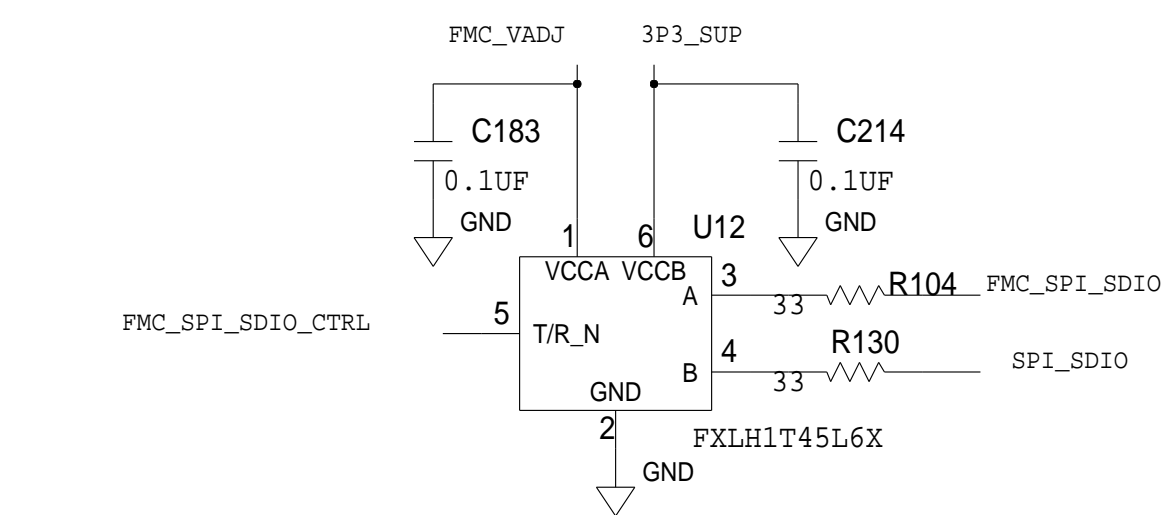 FMC_VADJ 3P3_SUP
C183 C214
0.1UF 0.1UF
GND GND
1 6 U12
VCCA VCCB 3
A R104 FMC_SPI_SDIO
33
FMC_SPI_SDIO_CTRL 5 T/R_N
R130
4 SPI_SDIO
B 33
GND
2 FXLH1T45L6X
GND